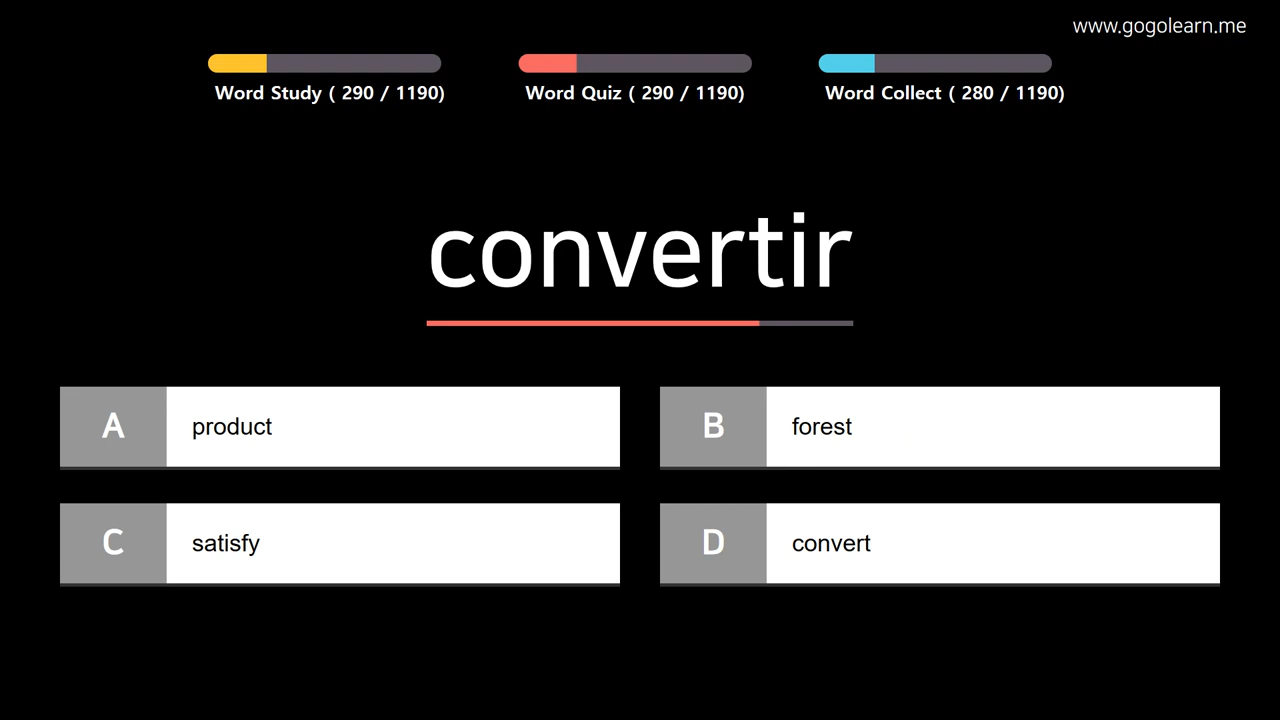 www.gogolearn.me
Word Study ( 290 / 1190)
Word Quiz ( 290 / 1190)
Word Collect ( 280 / 1190)
convertir
A product
B forest
C satisfy
D convert